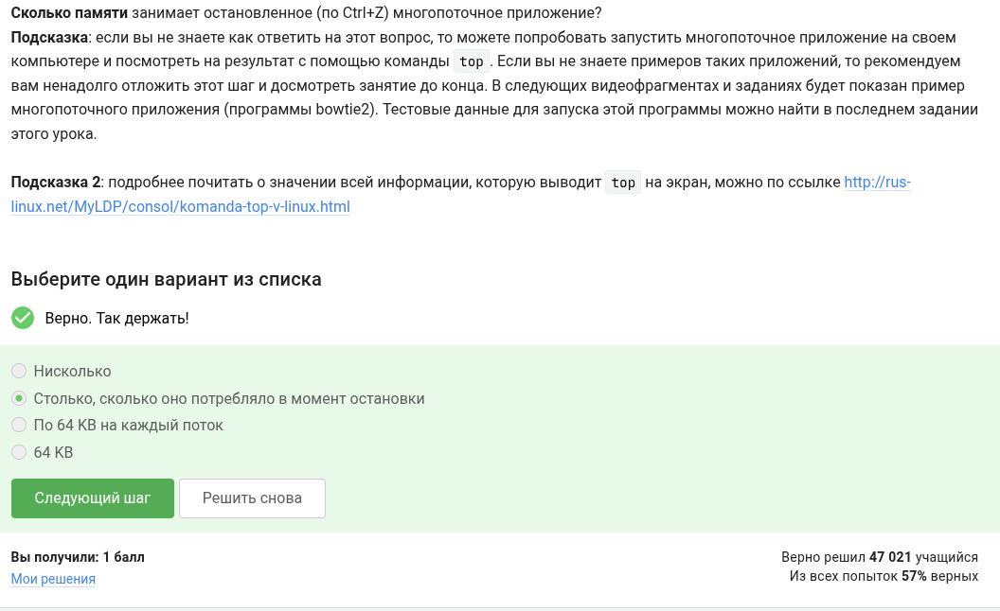 Сколько памяти занимает остановленное (по Ctrl+Z) многопоточное приложение?
Подсказка: если вы не знаете как ответить на этот вопрос, то можете попробовать запустить многопоточное приложение на своем
компьютере и посмотреть на результат с помощью команды top. Если вы не знаете примеров таких приложений, то рекомендуем
вам ненадолго отложить этот шаг и досмотреть занятие до конца. В следующих видеофрагментах и заданиях будет показан пример
многопоточного приложения (программы bowtie2). Тестовые данные для запуска этой программы можно найти в последнем задании
этого урока.
Подсказка 2: подробнее почитать о значении всей информации, которую выводит top на экран, можно по ссылке http://rus-
linux.net/MyLDP/consol/komanda-top-v-linux.html
Выберите один вариант из списка
Верно. Так держать!
Нисколько
Столько, сколько оно потребляло в момент остановки
По 64 KB на каждый поток
64 KB
Следующий шаг Решить снова
Вы получили: 1 балл
Мои решения
Верно решил 47 021 учащийся
Из всех попыток 57% верных